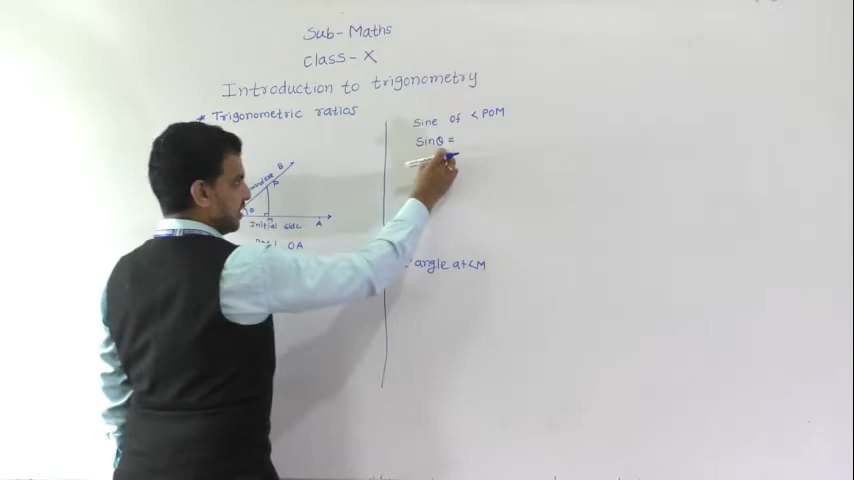 Sub- Maths
Class- X
Introduction to trigonometry
* Trigonometric ratios
B
P
θ
M
A
Initial side
OA
Sine of <POM
Sinθ =
angle at <M